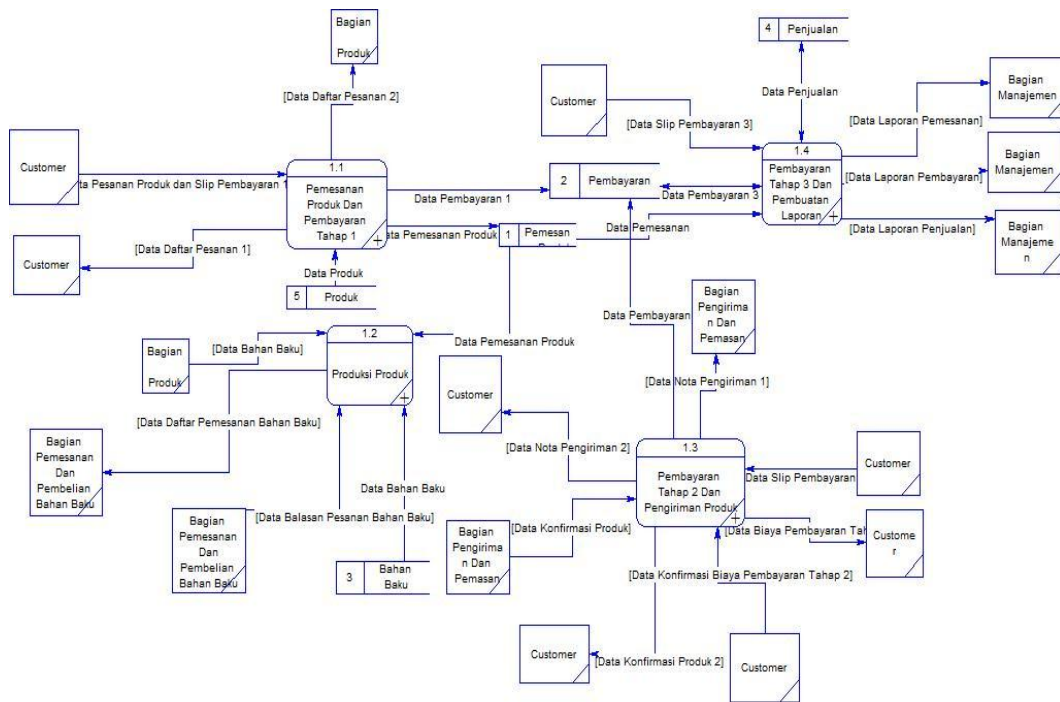 Bagian
Produk
[Data Daftar Pesanan 2]
Customer
Pesanan Produk dan Slip Pembayaran 1
1.1
Pemesanan
Produk Dan
Pembayaran
Tahap 1
Customer
[Data Daftar Pesanan 1]
Data Produk
5 Produk
Data Pembayaran 1
Pemesanan Produk
2 Pembayaran
1 Pemesan
4 Penjualan
Data Penjualan
Customer
[Data Slip Pembayaran 3]
1.4
Pembayaran
Tahap 3 Dan
Pembuatan
Laporan
Data Pembayaran 3
Data Pemesanan
[Data Laporan Pemesanan]
Bagian
Manajemen
[Data Laporan Pembayaran]
Bagian
Manajemen
[Data Laporan Penjualan]
Bagian
Manajeme
n
Bagian
Produk
[Data Bahan Baku]
1.2
Produksi Produk
Data Pemesanan Produk
[Data Daftar Pemesanan Bahan Baku]
Bagian
Pemesanan
Dan
Pembelian
Bahan Baku
Bagian
Pemesanan
Dan
Pembelian
Bahan Baku
[Data Balasan Pesanan Bahan Baku]
Data Bahan Baku
3 Bahan
Baku
Data Pembayaran
Bagian
Pengirima
n Dan
Pemasan
[Data Nota Pengiriman 1]
Customer
[Data Nota Pengiriman 2]
1.3
Pembayaran
Tahap 2 Dan
Pengiriman Produk
Data Slip Pembayaran
Customer
[Data Biaya Pembayaran
Custome
r
Bagian
Pengirima
n Dan
Pemasan
[Data Konfirmasi Produk]
[Data Konfirmasi Biaya Pembayaran Tahap 2]
Customer
[Data Konfirmasi Produk 2]
Customer